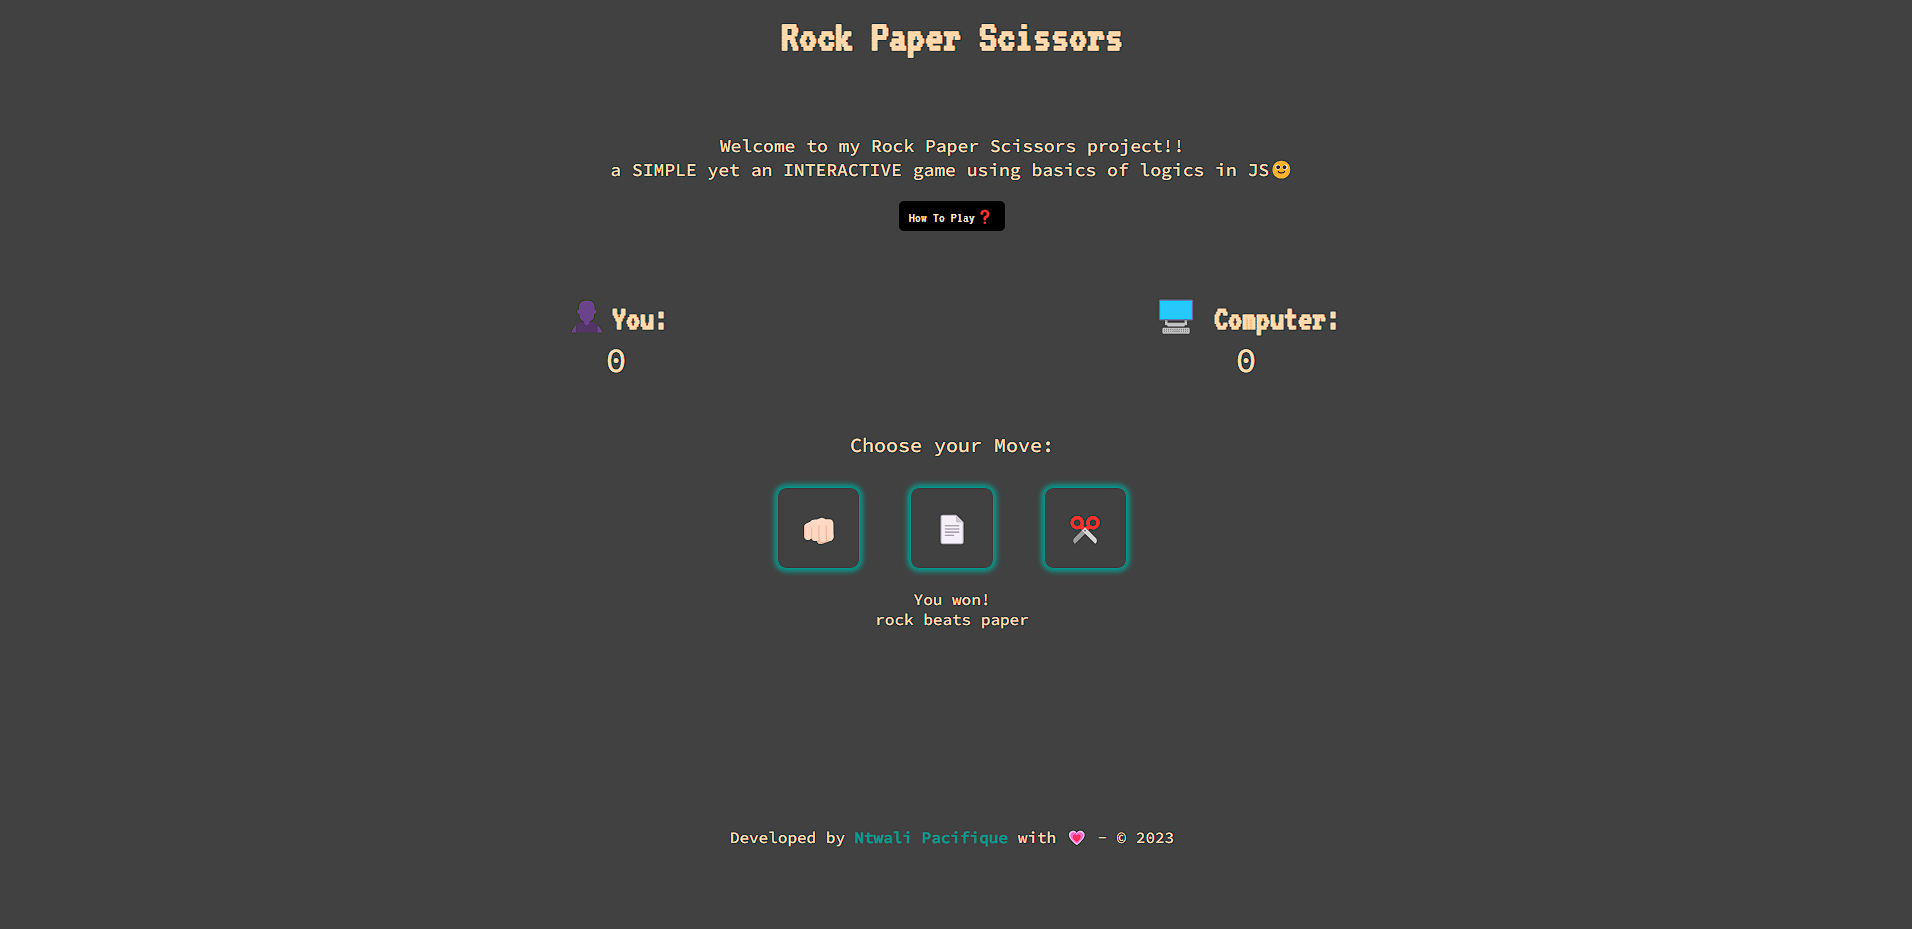 Rock Paper Scissors
Welcome to my Rock Paper Scissors project!!
a SIMPLE yet an INTERACTIVE game using basics of logics in JS🙂
How To Play❓
You:
Computer:
0
0
Choose your Move:
You won!
rock beats paper
Developed by Ntwali Pacifique with 💗 - © 2023